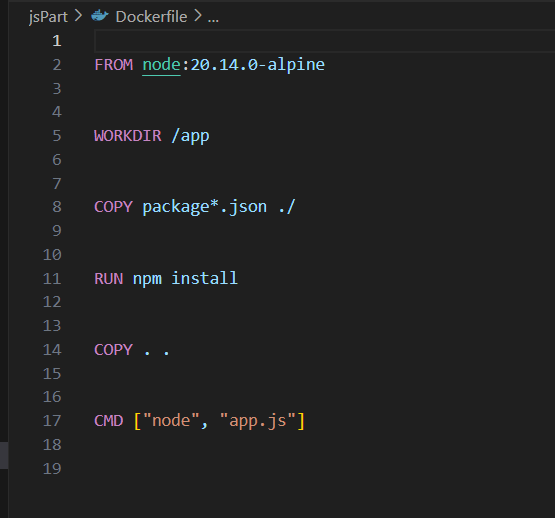 jsPart > Dockerfile > ...
1
2 FROM node:20.14.0-alpine
3
4
5 WORKDIR /app
6
7
8 COPY package*.json ./
9
10
11 RUN npm install
12
13
14 COPY . .
15
16
17 CMD ["node", "app.js"]
18
19